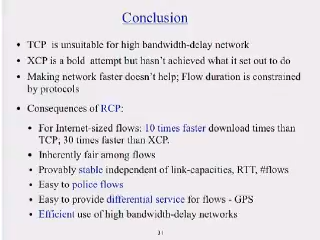 Conclusion
• TCP is unsuitable for high bandwidth-delay network
• XCP is a bold attempt but hasn't achieved what it set out to do
• Making network faster doesn't help; Flow duration is constrained
by protocols
• Consequences of RCP:
• For Internet-sized flows: 10 times faster download times than
TCP; 30 times faster than XCP.
• Inherently fair among flows
• Provably stable independent of link-capacities, RTT, #flows
• Easy to police flows
• Easy to provide differential service for flows - GPS
• Efficient use of high bandwidth-delay networks
31